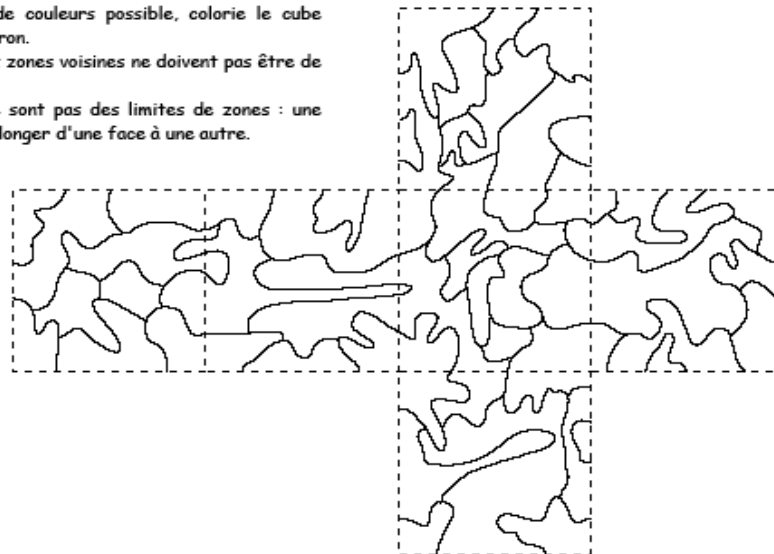 de couleurs possible, colorie le cube
ron.
zones voisines ne doivent pas être de
sont pas des limites de zones : une
longer d'une face à une autre.